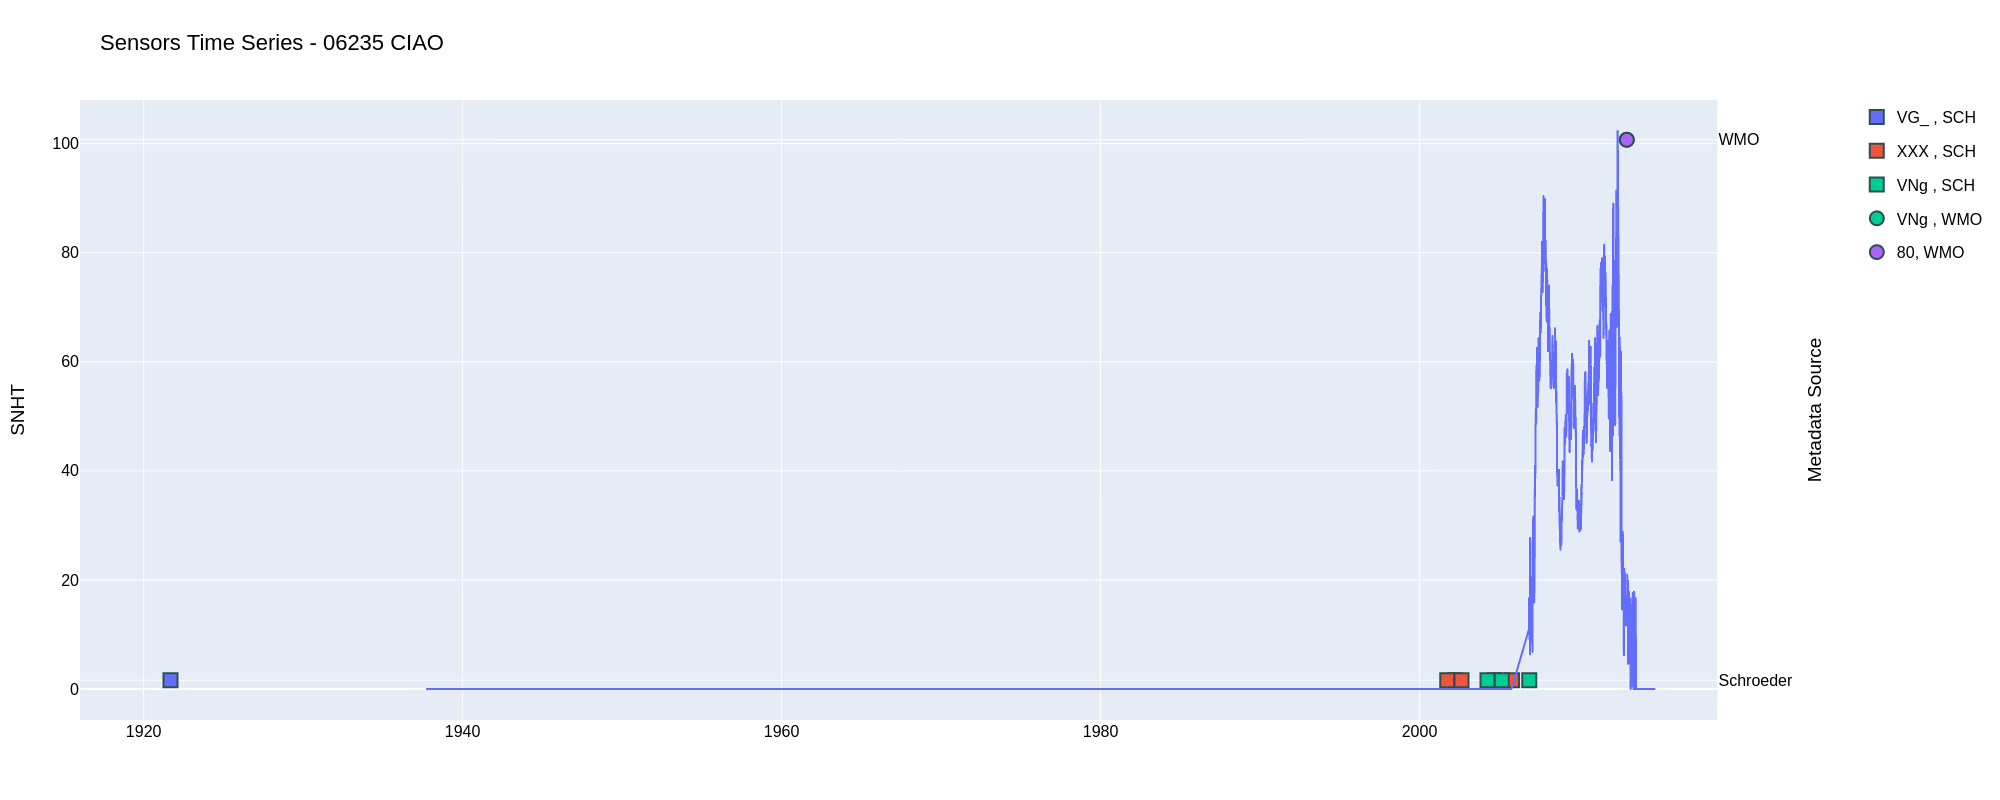 Sensors Time Series - 06235 CIAO
SNHT
100
80
60
40
20
0
1920
1940
1960
1980
2000
WMO
Schroeder
Metadata Source
VG_ , SCH
XXX , SCH
VNg , SCH
VNg , WMO
80, WMO